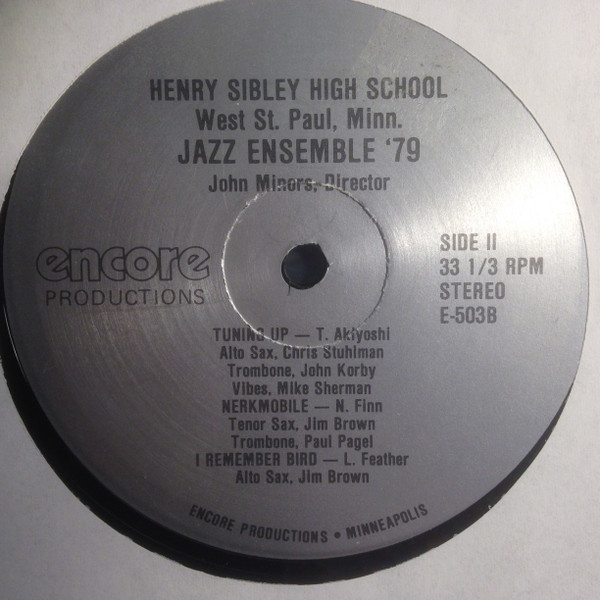 HENRY SIBLEY HIGH SCHOOL
West St. Paul, Minn.
JAZZ ENSEMBLE '79
John Minors, Director
encore
PRODUCTIONS
SIDE II
33 1/3 RPM
STEREO
E-503B
TUNING UP — T. Akiyoshi
Alto Sax, Chris Stuhlman
Trombone, John Korby
Vibes, Mike Sherman
NERKMOBILE — N. Finn
Tenor Sax, Jim Brown
Trombone, Paul Pagel
I REMEMBER BIRD — L. Feather
Alto Sax, Jim Brown
ENCORE PRODUCTIONS • MINNEAPOLIS